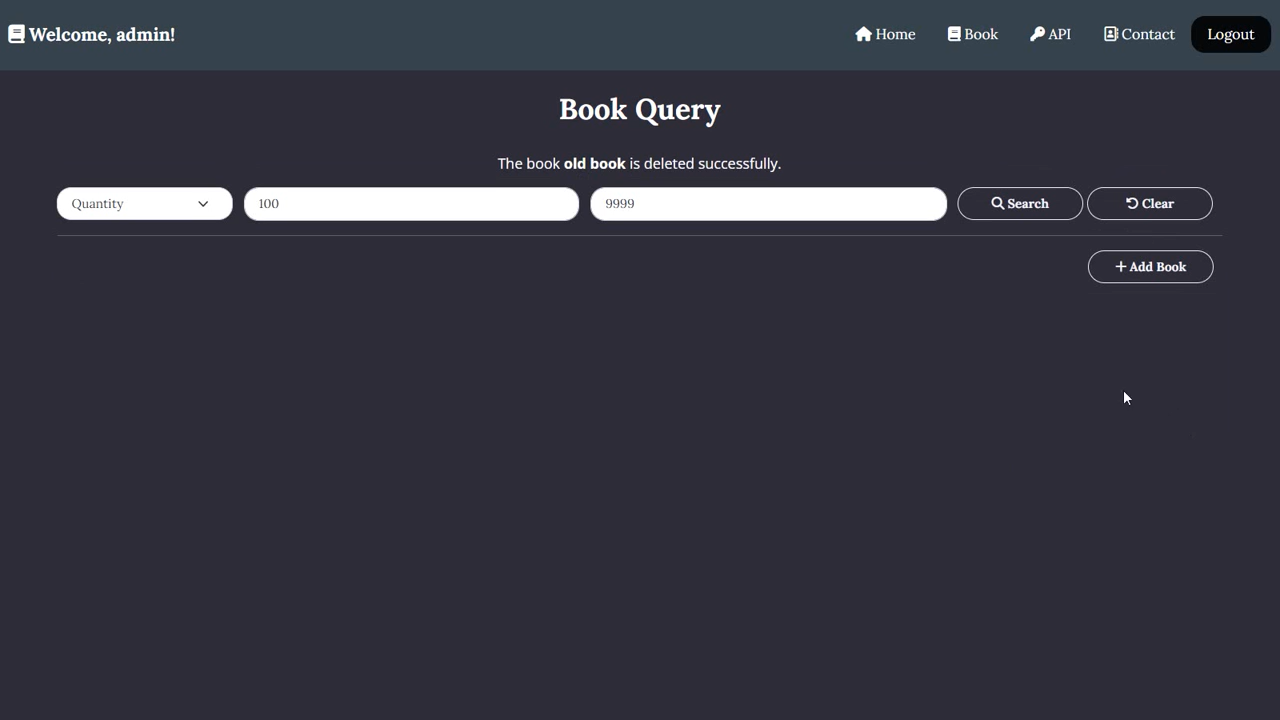 Welcome, admin!
Home Book API Contact Logout
Book Query
The book old book is deleted successfully.
Quantity 100 9999 Search Clear
Add Book